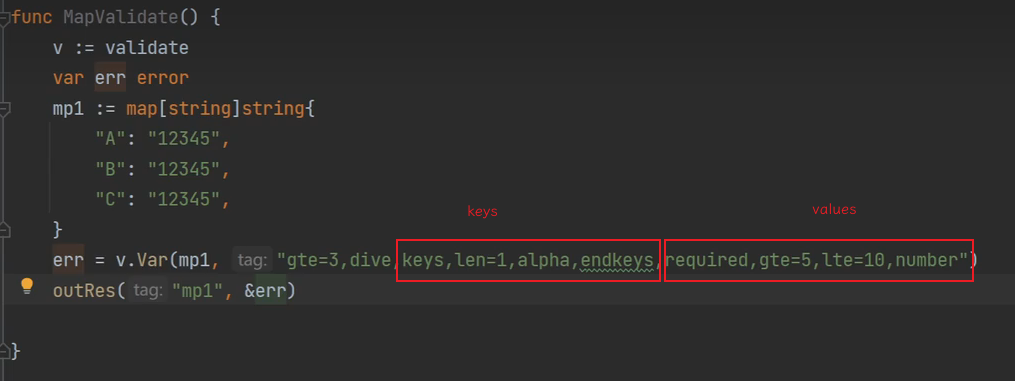 func MapValidate() {
v := validate
var err error
mp1 := map[string]string{
"A": "12345",
"B": "12345",
"C": "12345",
}
keys values
err = v.Var(mp1, tag: "gte=3,dive,keys,len=1,alpha,endkeys,required,gte=5,lte=10,number")
outRes( tag: "mp1", &err)
}